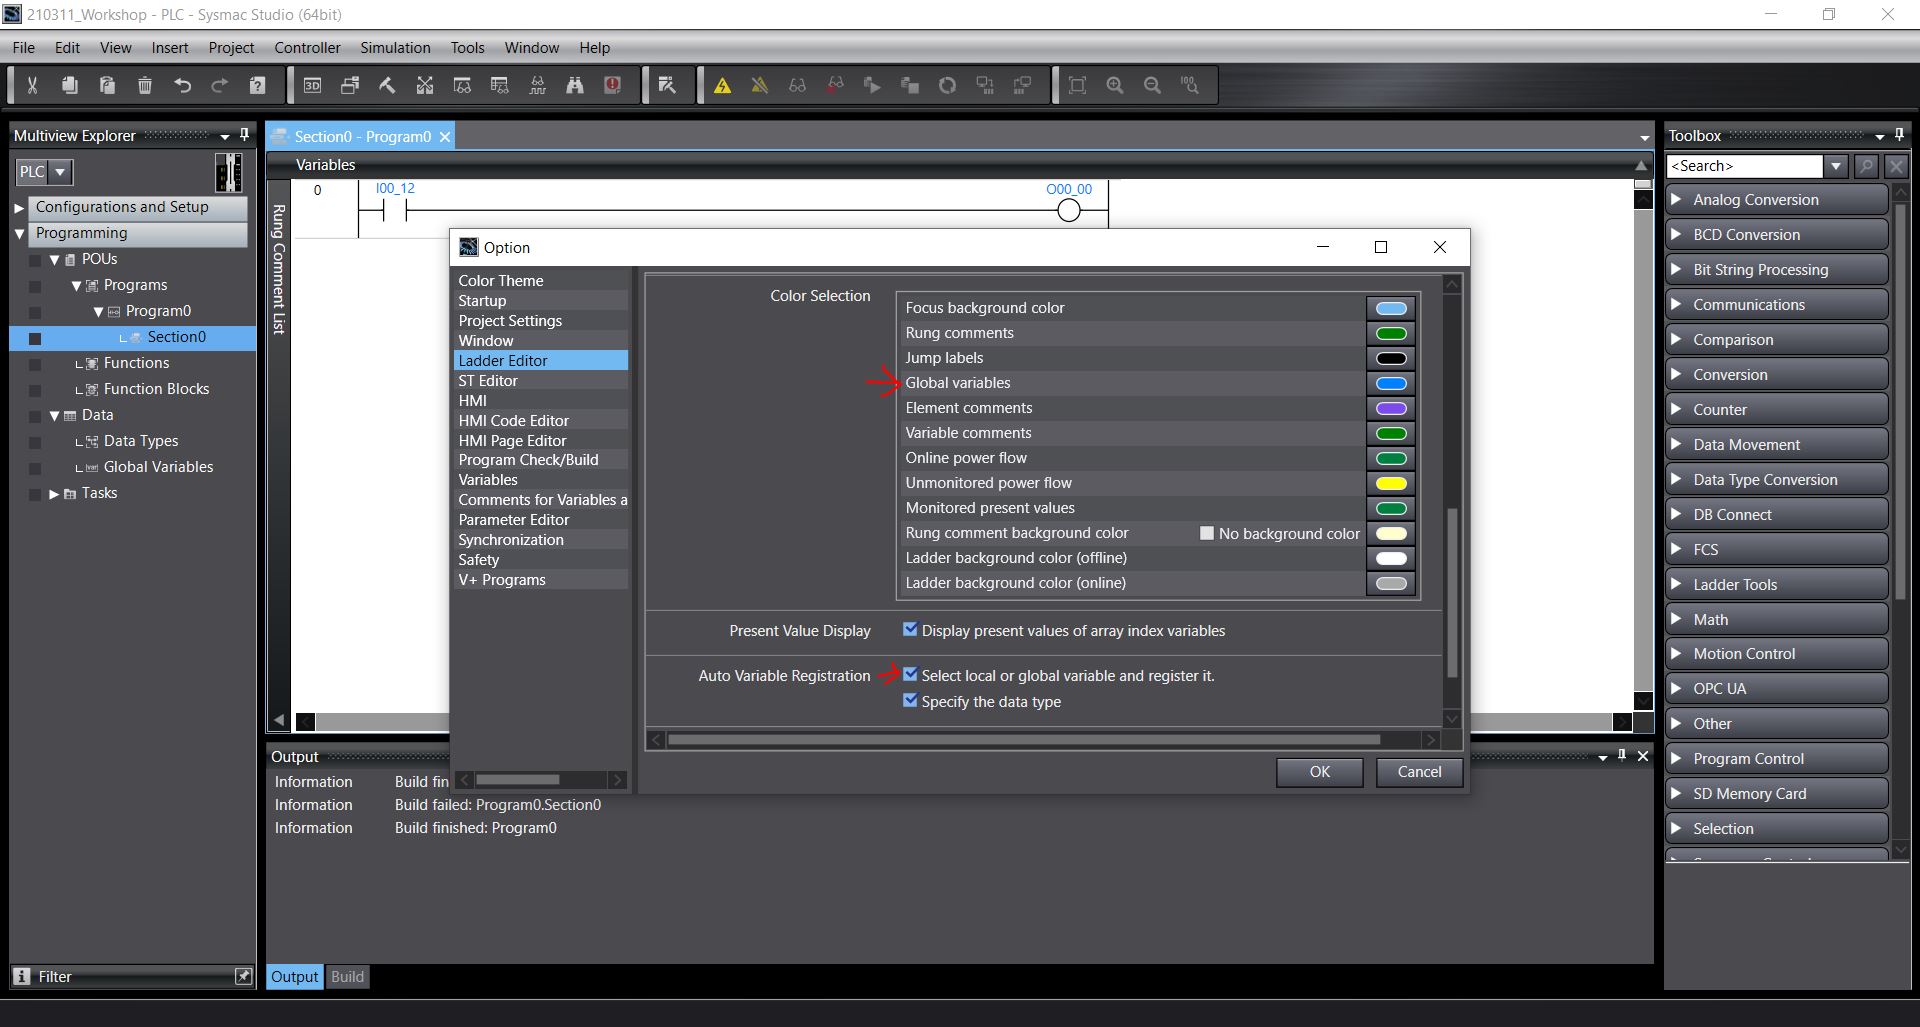 210311_Workshop - PLC - Sysmac Studio (64bit)
File Edit View Insert Project Controller Simulation Tools Window Help
3D
100
Multiview Explorer
PLC
Configurations and Setup
Programming
POUs
Programs
Program0
Section0
Functions
Function Blocks
Data
Data Types
Global Variables
Tasks
Filter
Section0 - Program0
Variables
Rung Comment List
0
I00_12
O00_00
Option
Color Theme
Startup
Project Settings
Window
Ladder Editor
ST Editor
HMI
HMI Code Editor
HMI Page Editor
Program Check/Build
Variables
Comments for Variables a
Parameter Editor
Synchronization
Safety
V+ Programs
Color Selection
Focus background color
Rung comments
Jump labels
Global variables
Element comments
Variable comments
Online power flow
Unmonitored power flow
Monitored present values
Rung comment background color No background color
Ladder background color (offline)
Ladder background color (online)
Present Value Display Display present values of array index variables
Auto Variable Registration Select local or global variable and register it.
Specify the data type
OK Cancel
Output
Information Build fin
Information Build failed: Program0.Section0
Information Build finished: Program0
Output Build
Toolbox
<Search>
Analog Conversion
BCD Conversion
Bit String Processing
Communications
Comparison
Conversion
Counter
Data Movement
Data Type Conversion
DB Connect
FCS
Ladder Tools
Math
Motion Control
OPC UA
Other
Program Control
SD Memory Card
Selection